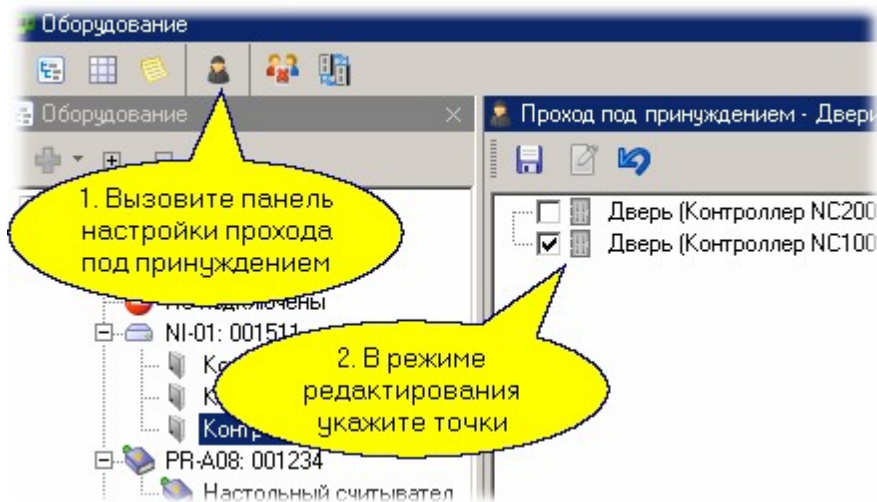 Оборудование
Оборудование
Проход под принуждением - Двери
1. Вызовите панель
настройки прохода
под принуждением
Дверь (Контроллер NC200
Дверь (Контроллер NC100
NI-01: 001511
2. В режиме
редактирования
укажите точки
PR-A08: 001234
Настольный считывател